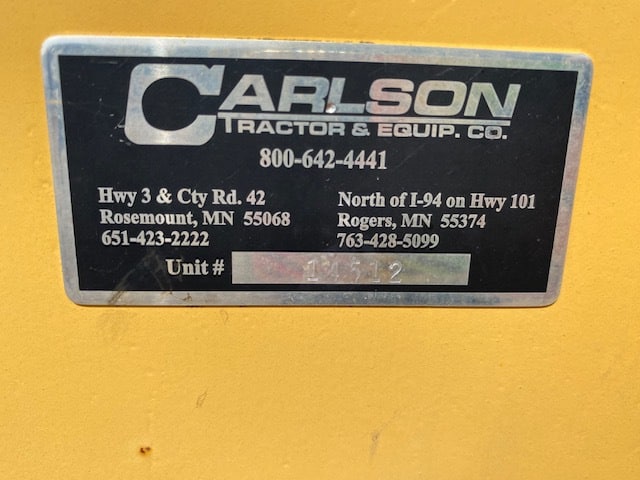 CARLSON
TRACTOR & EQUIP. CO.
800-642-4441
Hwy 3 & Cty Rd. 42
Rosemount, MN 55068
651-423-2222
North of I-94 on Hwy 101
Rogers, MN 55374
763-428-5099
Unit # 14512